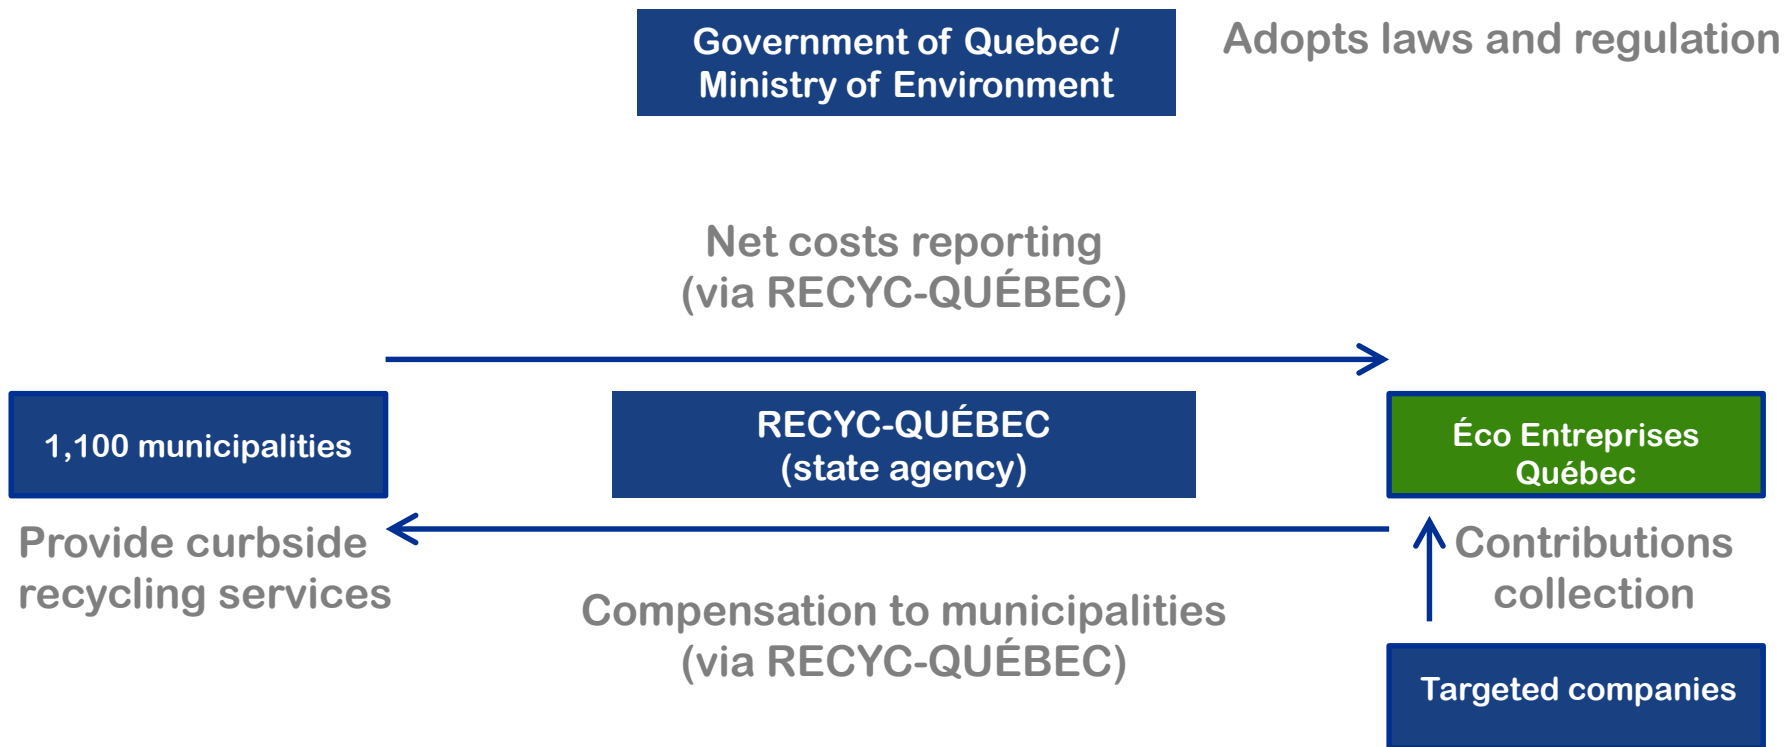 Government of Quebec /
Ministry of Environment
Adopts laws and regulation
Net costs reporting
(via RECYC-QUÉBEC)
1,100 municipalities
RECYC-QUÉBEC
(state agency)
Éco Entreprises
Québec
Provide curbside
recycling services
Contributions
collection
Compensation to municipalities
(via RECYC-QUÉBEC)
Targeted companies